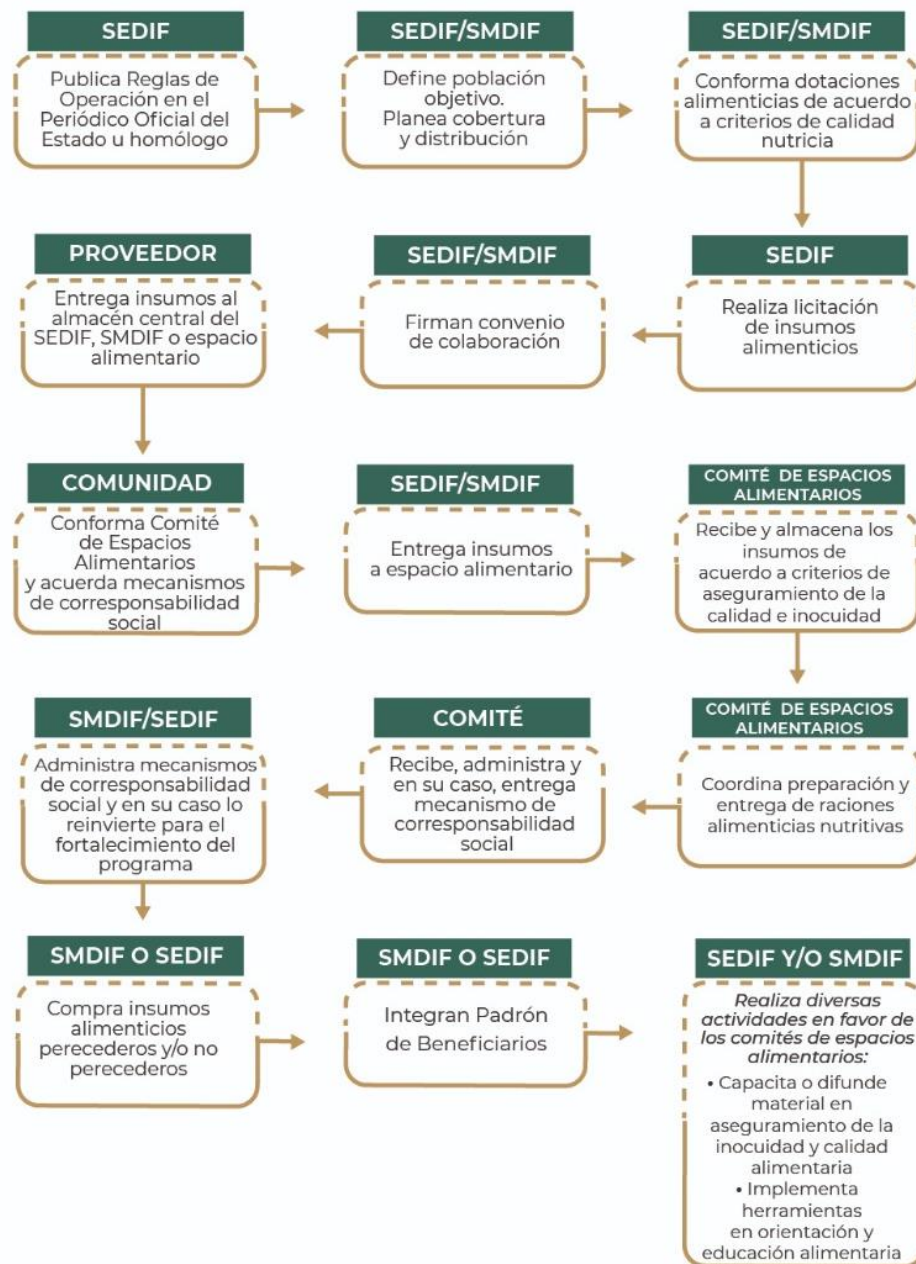 SEDIF
Publica Reglas de
Operación en el
Periódico Oficial del
Estado u homólogo
SEDIF/SMDIF
Define población
objetivo.
Planea cobertura
y distribución
SEDIF/SMDIF
Conforma dotaciones
alimenticias de acuerdo
a criterios de calidad
nutricia
SEDIF
Realiza licitación
de insumos
alimenticios
SEDIF/SMDIF
Firman convenio
de colaboración
PROVEEDOR
Entrega insumos al
almacén central del
SEDIF, SMDIF o espacio
alimentario
COMUNIDAD
Conforma Comité
de Espacios
Alimentarios
y acuerda mecanismos
de corresponsabilidad
social
SEDIF/SMDIF
Entrega insumos
a espacio alimentario
COMITÉ DE ESPACIOS
ALIMENTARIOS
Recibe y almacena los
insumos de
acuerdo a criterios de
aseguramiento de la
calidad e inocuidad
COMITÉ DE ESPACIOS
ALIMENTARIOS
Coordina preparación y
entrega de raciones
alimenticias nutritivas
COMITÉ
Recibe, administra y
en su caso, entrega
mecanismo de
corresponsabilidad
social
SMDIF/SEDIF
Administra mecanismos
de corresponsabilidad
social y en su caso lo
reinvierte para el
fortalecimiento del
programa
SMDIF O SEDIF
Compra insumos
alimenticios
perecederos y/o no
perecederos
SMDIF O SEDIF
Integran Padrón
de Beneficiarios
SEDIF Y/O SMDIF
Realiza diversas
actividades en favor de
los comités de espacios
alimentarios:
• Capacita o difunde
material en
aseguramiento de la
inocuidad y calidad
alimentaria
• Implementa
herramientas
en orientación y
educación alimentaria